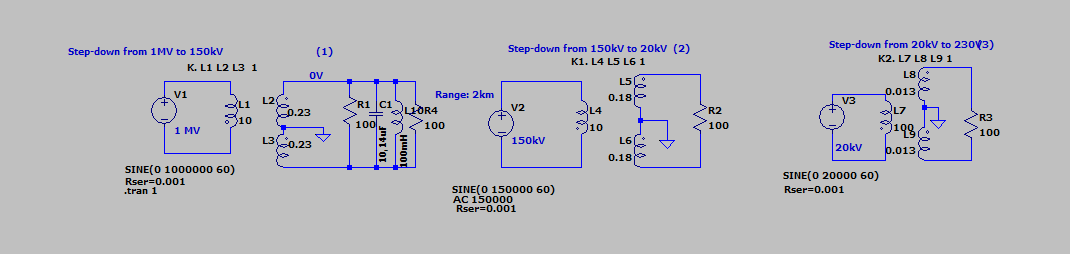 Step-down from 1MV to 150kV
(1)
K. L1 L2 L3 1
0V
V1
L1
10
1 MV
L2
0.23
L3
0.23
R1
100
C1
10,14uF
L10
100mH
R4
100
SINE(0 1000000 60)
Rser=0.001
.tran 1
Step-down from 150kV to 20kV (2)
K1. L4 L5 L6 1
Range: 2km
V2
150kV
L4
10
L5
0.18
L6
0.18
R2
100
SINE(0 150000 60)
AC 150000
Rser=0.001
Step-down from 20kV to 230V
(3)
K2. L7 L8 L9 1
V3
20kV
L7
100
L8
0.013
L9
0.013
R3
100
SINE(0 20000 60)
Rser=0.001